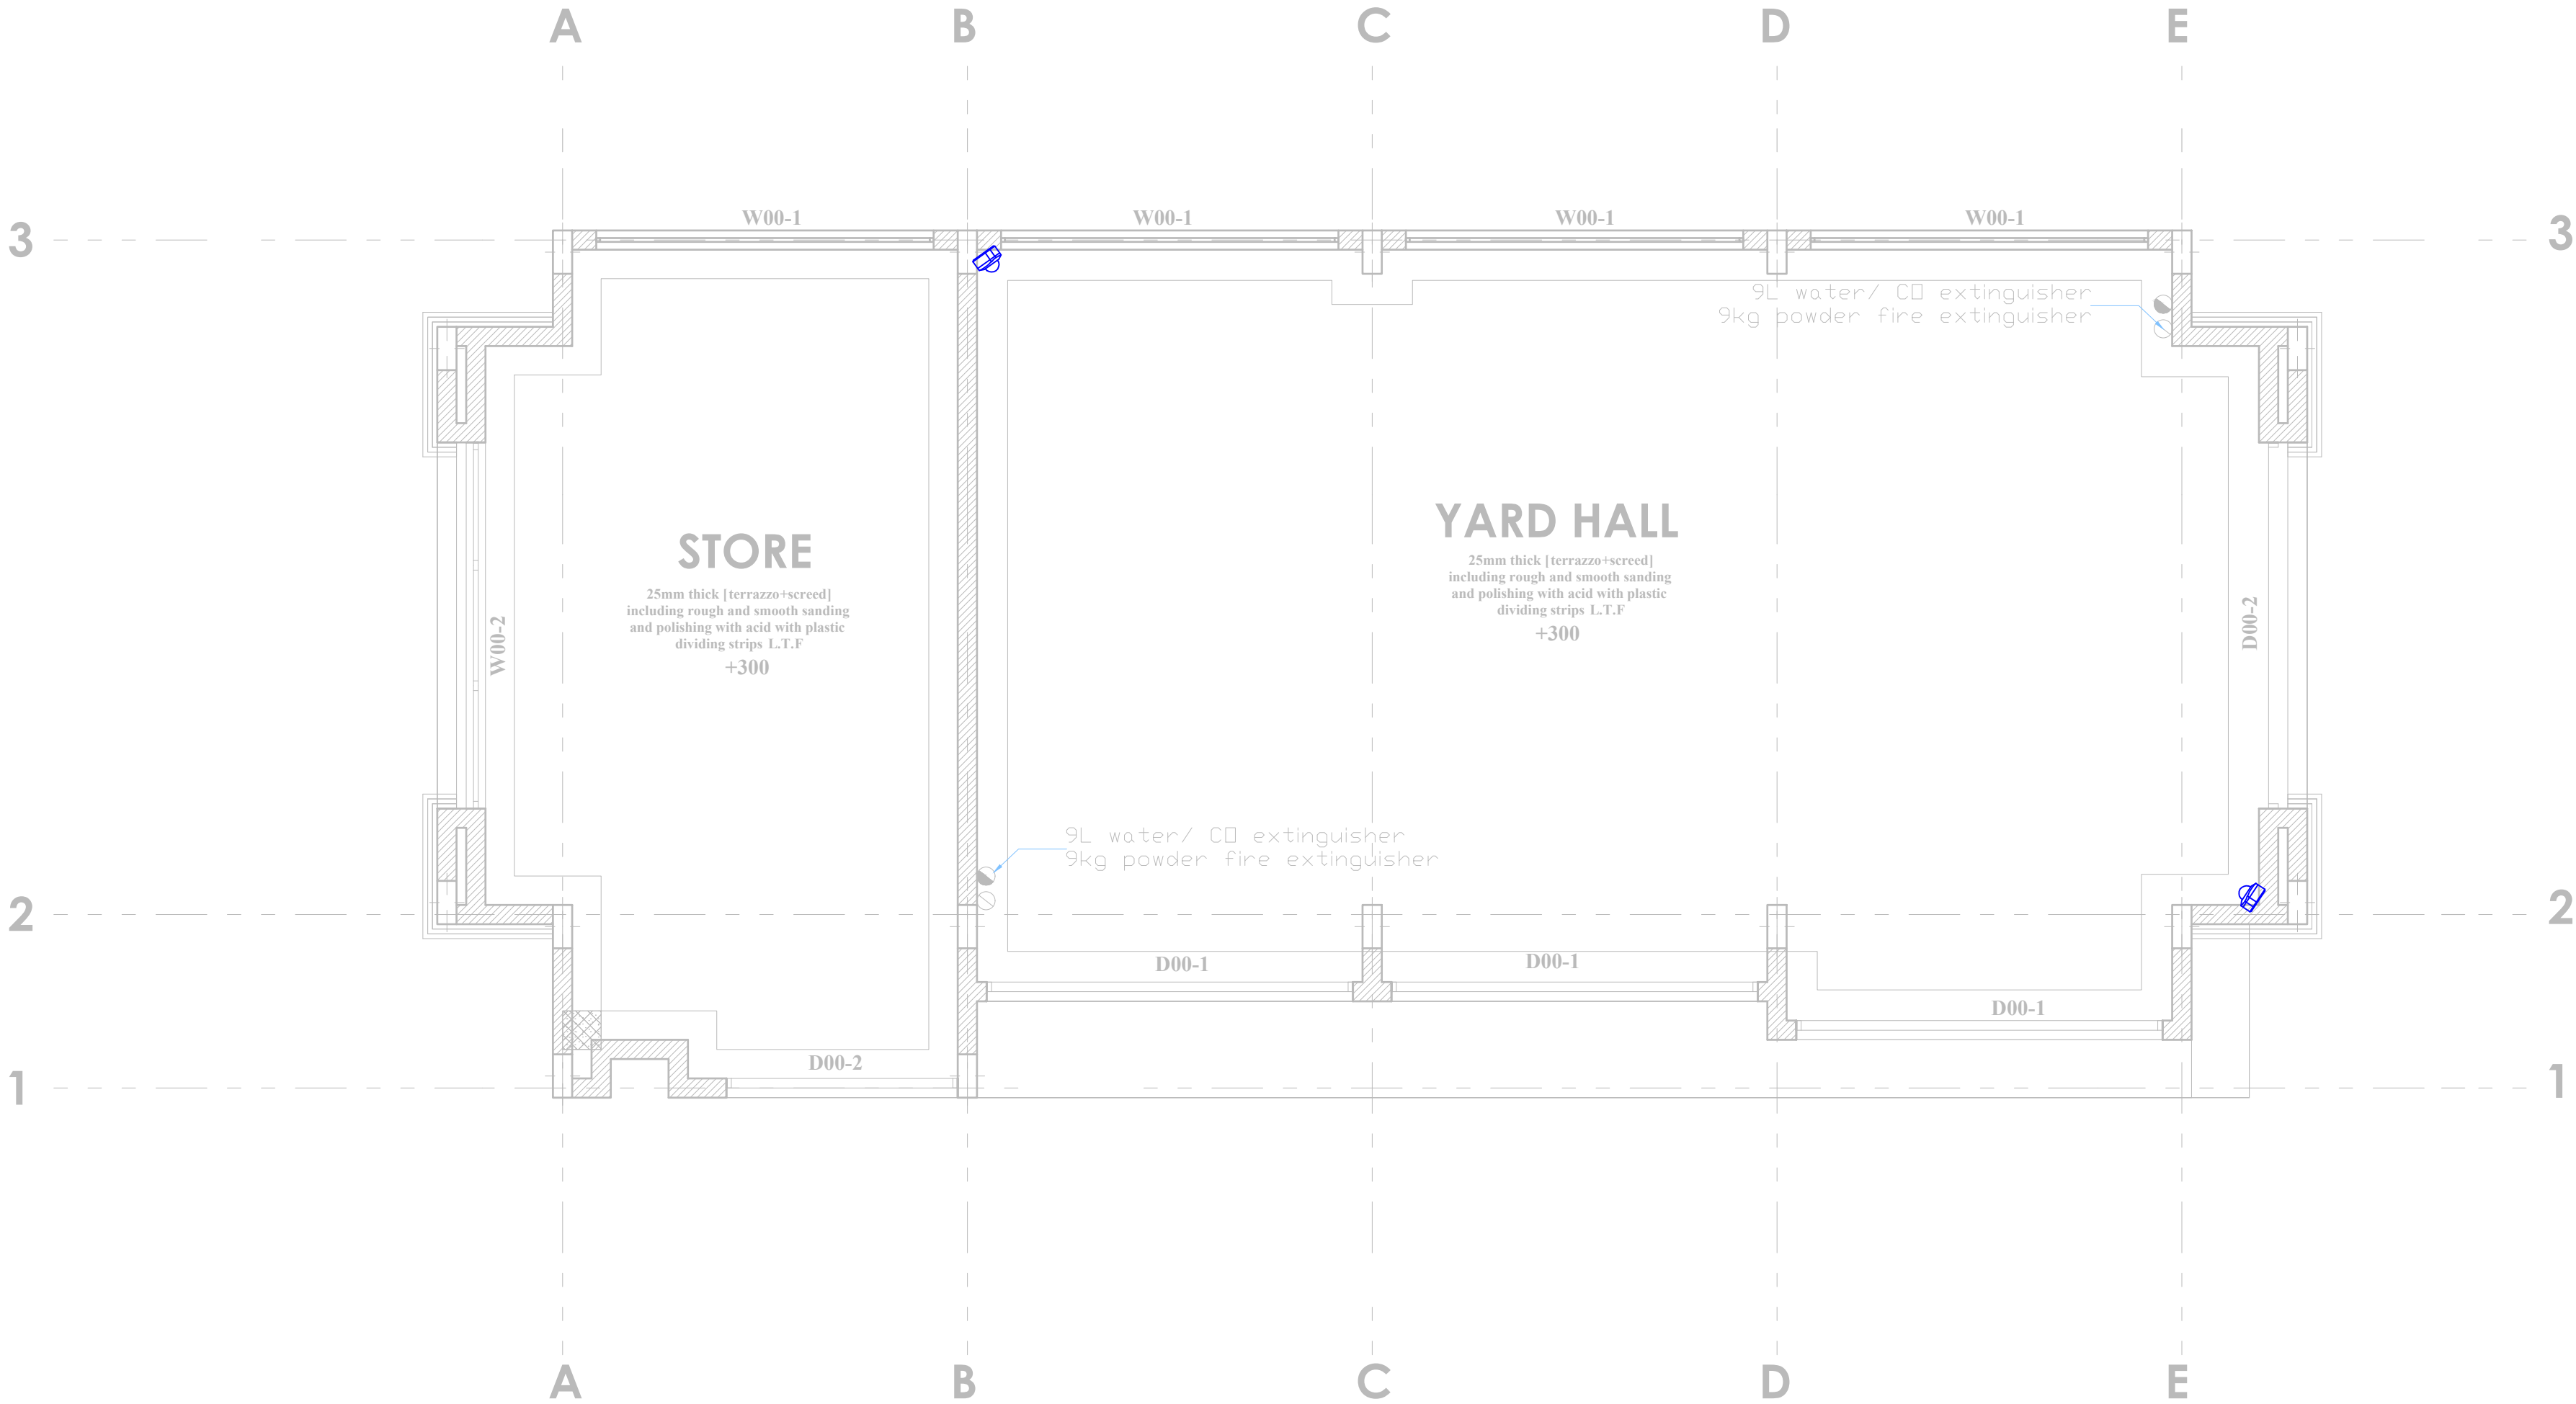 A B C D E
3 3
W00-1 W00-1 W00-1 W00-1
9L water/ C□ extinguisher
9kg powder fire extinguisher
YARD HALL
25mm thick [terrazzo+screed]
including rough and smooth sanding
and polishing with acid with plastic
dividing strips L.T.F
+300
STORE
25mm thick [terrazzo+screed]
including rough and smooth sanding
and polishing with acid with plastic
dividing strips L.T.F
+300
W00-2
D00-2
9L water/ C□ extinguisher
9kg powder fire extinguisher
2 2
D00-1 D00-1
D00-1
D00-2
1 1
A B C D E